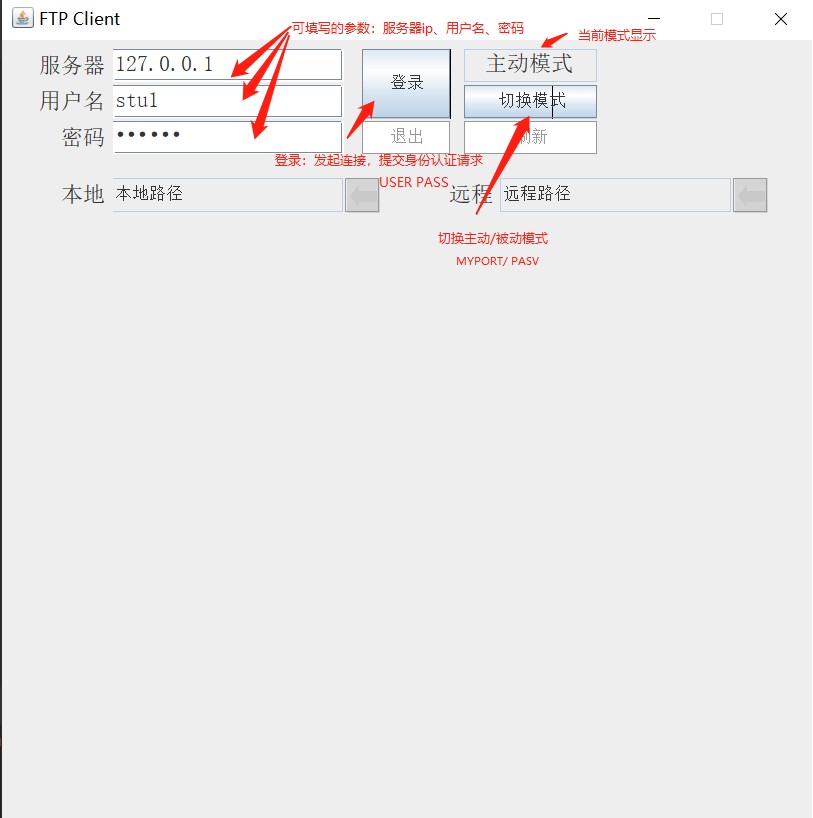 FTP Client
可填写的参数：服务器ip、用户名、密码
当前模式显示
服务器 127.0.0.1
登录
主动模式
用户名 stu1
切换模式
密码 ••••••
退出
刷新
登录：发起连接，提交身份认证请求
USER PASS
本地 本地路径
远程 远程路径
切换主动/被动模式
MYPORT/ PASV